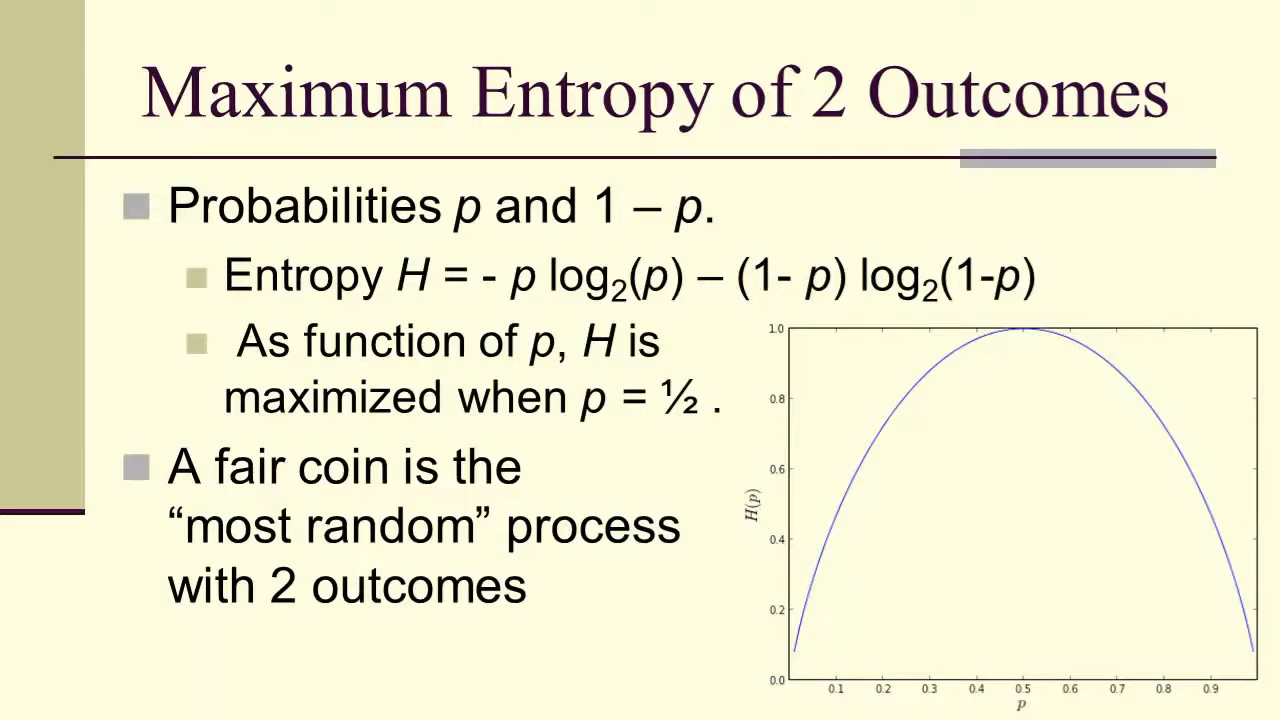 Maximum Entropy of 2 Outcomes
Probabilities p and 1 – p.
Entropy H = - p log₂(p) – (1- p) log₂(1-p)
As function of p, H is
maximized when p = ½ .
A fair coin is the
“most random” process
with 2 outcomes
1.0
0.8
0.6
0.4
0.2
0.0
H(p)
0.1 0.2 0.3 0.4 0.5 0.6 0.7 0.8 0.9
p